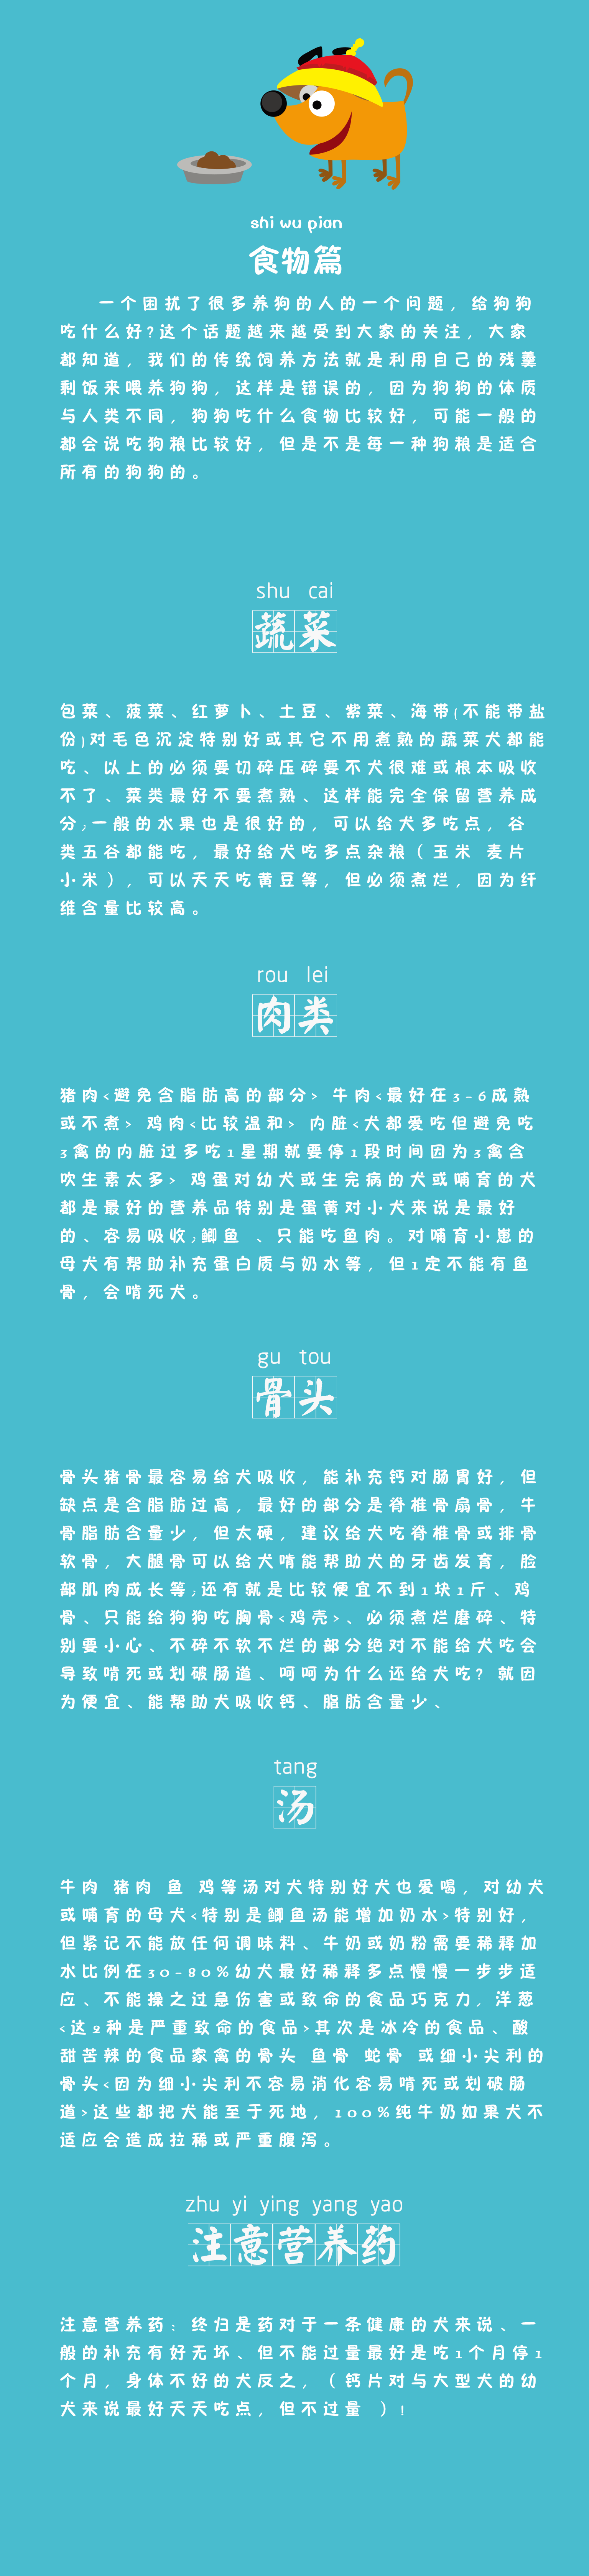 shi wu pian
食物篇
一个困扰了很多养狗的人的一个问题，给狗狗
吃什么好?这个话题越来越受到大家的关注，大家
都知道，我们的传统饲养方法就是利用自己的残羹
剩饭来喂养狗狗，这样是错误的，因为狗狗的体质
与人类不同，狗狗吃什么食物比较好，可能一般的
都会说吃狗粮比较好，但是不是每一种狗粮是适合
所有的狗狗的。
shu cai
蔬菜
包菜、菠菜、红萝卜、土豆、紫菜、海带(不能带盐
份)对毛色沉淀特别好或其它不用煮熟的蔬菜犬都能
吃、以上的必须要切碎压碎要不犬很难或根本吸收
不了、菜类最好不要煮熟、这样能完全保留营养成
分;一般的水果也是很好的，可以给犬多吃点，谷
类五谷都能吃，最好给犬吃多点杂粮（玉米 麦片
小米），可以天天吃黄豆等，但必须煮烂，因为纤
维含量比较高。
rou lei
肉类
猪肉<避免含脂肪高的部分> 牛肉<最好在3-6成熟
或不煮> 鸡肉<比较温和> 内脏<犬都爱吃但避免吃
3禽的内脏过多吃1星期就要停1段时间因为3禽含
吹生素太多> 鸡蛋对幼犬或生完病的犬或哺育的犬
都是最好的营养品特别是蛋黄对小犬来说是最好
的、容易吸收;鲫鱼 、只能吃鱼肉。对哺育小崽的
母犬有帮助补充蛋白质与奶水等，但1定不能有鱼
骨，会啃死犬。
gu tou
骨头
骨头猪骨最容易给犬吸收，能补充钙对肠胃好，但
缺点是含脂肪过高，最好的部分是脊椎骨扇骨，牛
骨脂肪含量少，但太硬，建议给犬吃脊椎骨或排骨
软骨，大腿骨可以给犬啃能帮助犬的牙齿发育，脸
部肌肉成长等;还有就是比较便宜不到1块1斤、鸡
骨、只能给狗狗吃胸骨<鸡壳>、必须煮烂磨碎、特
别要小心、不碎不软不烂的部分绝对不能给犬吃会
导致啃死或划破肠道、呵呵为什么还给犬吃? 就因
为便宜、能帮助犬吸收钙、脂肪含量少、
tang
汤
牛肉 猪肉 鱼 鸡等汤对犬特别好犬也爱喝，对幼犬
或哺育的母犬<特别是鲫鱼汤能增加奶水>特别好，
但紧记不能放任何调味料、牛奶或奶粉需要稀释加
水比例在30-80%幼犬最好稀释多点慢慢一步步适
应、不能操之过急伤害或致命的食品巧克力，洋葱
<这2种是严重致命的食品>其次是冰冷的食品、酸
甜苦辣的食品家禽的骨头 鱼骨 蛇骨 或细小尖利的
骨头<因为细小尖利不容易消化容易啃死或划破肠
道>这些都把犬能至于死地，100%纯牛奶如果犬不
适应会造成拉稀或严重腹泻。
zhu yi ying yang yao
注意营养药
注意营养药: 终归是药对于一条健康的犬来说、一
般的补充有好无坏、但不能过量最好是吃1个月停1
个月，身体不好的犬反之，（钙片对与大型犬的幼
犬来说最好天天吃点，但不过量 ）!